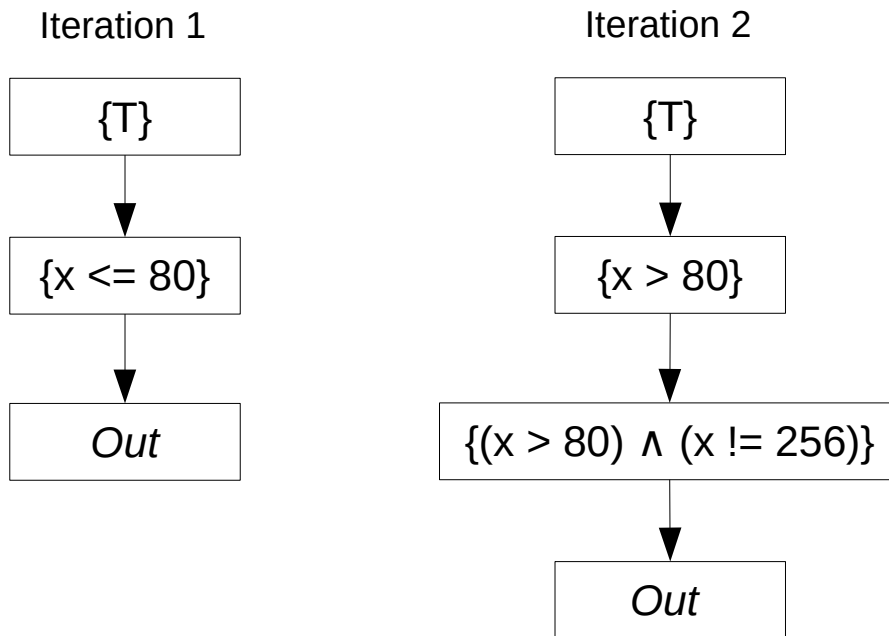 Iteration 1
{T}
{x <= 80}
Out
Iteration 2
{T}
{x > 80}
{(x > 80) ∧ (x != 256)}
Out